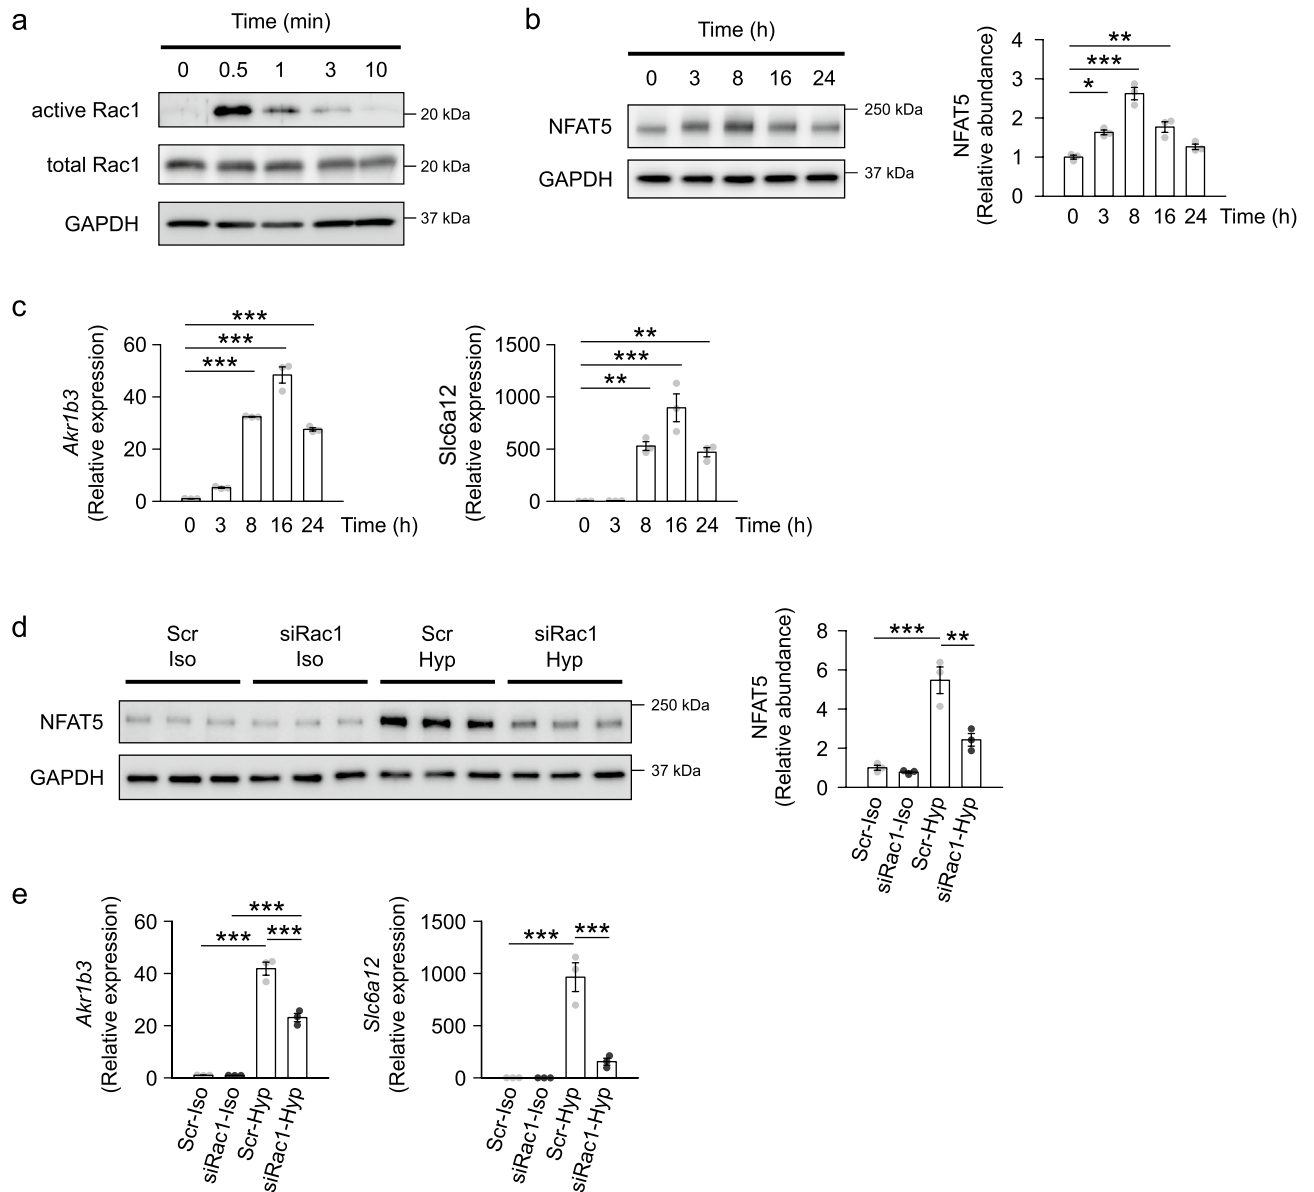 a
Time (min)
0 0.5 1 3 10
active Rac1
20 kDa
total Rac1
20 kDa
GAPDH
37 kDa
b
Time (h)
0 3 8 16 24
NFAT5
250 kDa
GAPDH
37 kDa
NFAT5
(Relative abundance)
4
3
2
1
0
**
***
*
0 3 8 16 24 Time (h)
c
Akr1b3
(Relative expression)
60
40
20
0
***
***
***
0 3 8 16 24 Time (h)
Slc6a12
(Relative expression)
1500
1000
500
0
**
***
**
0 3 8 16 24 Time (h)
d
Scr siRac1 Scr siRac1
Iso Iso Hyp Hyp
NFAT5
250 kDa
GAPDH
37 kDa
NFAT5
(Relative abundance)
8
6
4
2
0
*** **
Scr-Iso
siRac1-Iso
Scr-Hyp
siRac1-Hyp
e
Akr1b3
(Relative expression)
60
40
20
0
***
*** ***
Scr-Iso
siRac1-Iso
Scr-Hyp
siRac1-Hyp
Slc6a12
(Relative expression)
1500
1000
500
0
*** ***
Scr-Iso
siRac1-Iso
Scr-Hyp
siRac1-Hyp